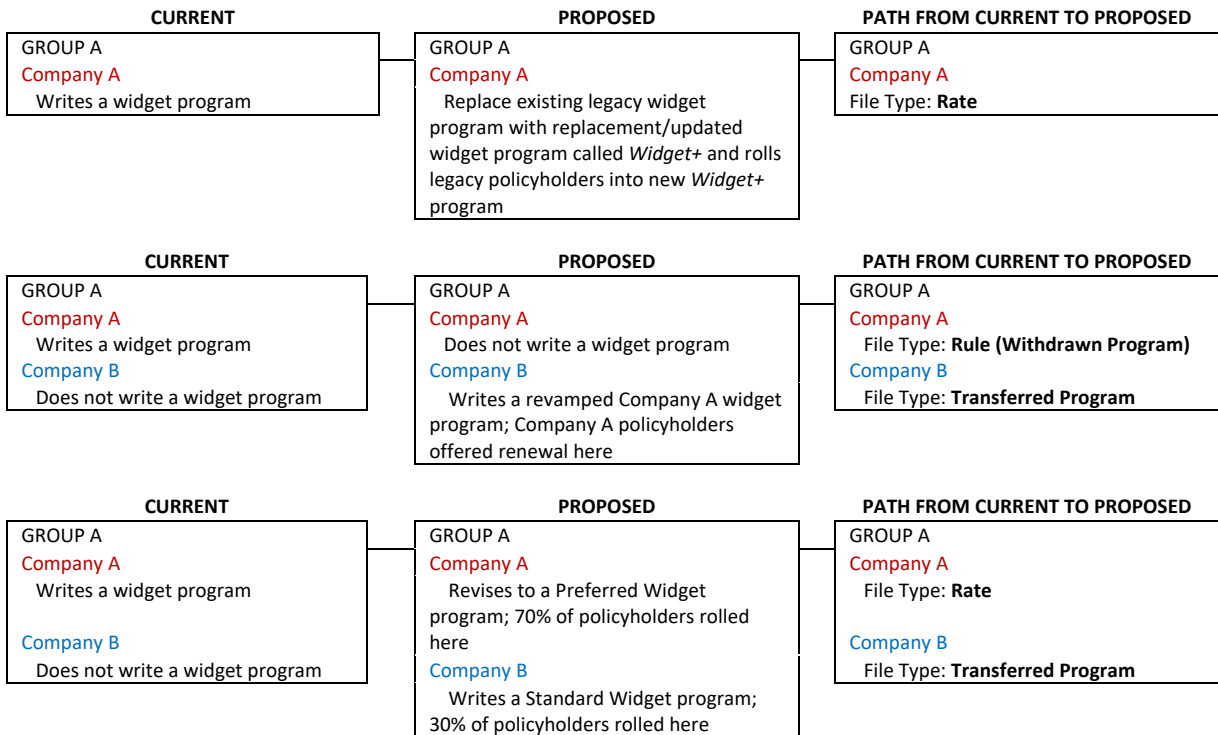 CURRENT
PROPOSED
PATH FROM CURRENT TO PROPOSED
GROUP A
Company A
Writes a widget program
GROUP A
Company A
Replace existing legacy widget
program with replacement/updated
widget program called Widget+ and rolls
legacy policyholders into new Widget+
program
Company A
File Type: Rate
CURRENT
PROPOSED
PATH FROM CURRENT TO PROPOSED
GROUP A
Company A
Writes a widget program
Company B
Does not write a widget program
GROUP A
Company A
Does not write a widget program
Company B
Writes a revamped Company A widget
program; Company A policyholders
offered renewal here
GROUP A
Company A
File Type: Rule (Withdrawn Program)
Company B
File Type: Transferred Program
CURRENT
PROPOSED
PATH FROM CURRENT TO PROPOSED
GROUP A
Company A
Writes a widget program
Company B
Does not write a widget program
GROUP A
Company A
Revises to a Preferred Widget
program; 70% of policyholders rolled
here
Company B
Writes a Standard Widget program;
30% of policyholders rolled here
GROUP A
Company A
File Type: Rate
Company B
File Type: Transferred Program